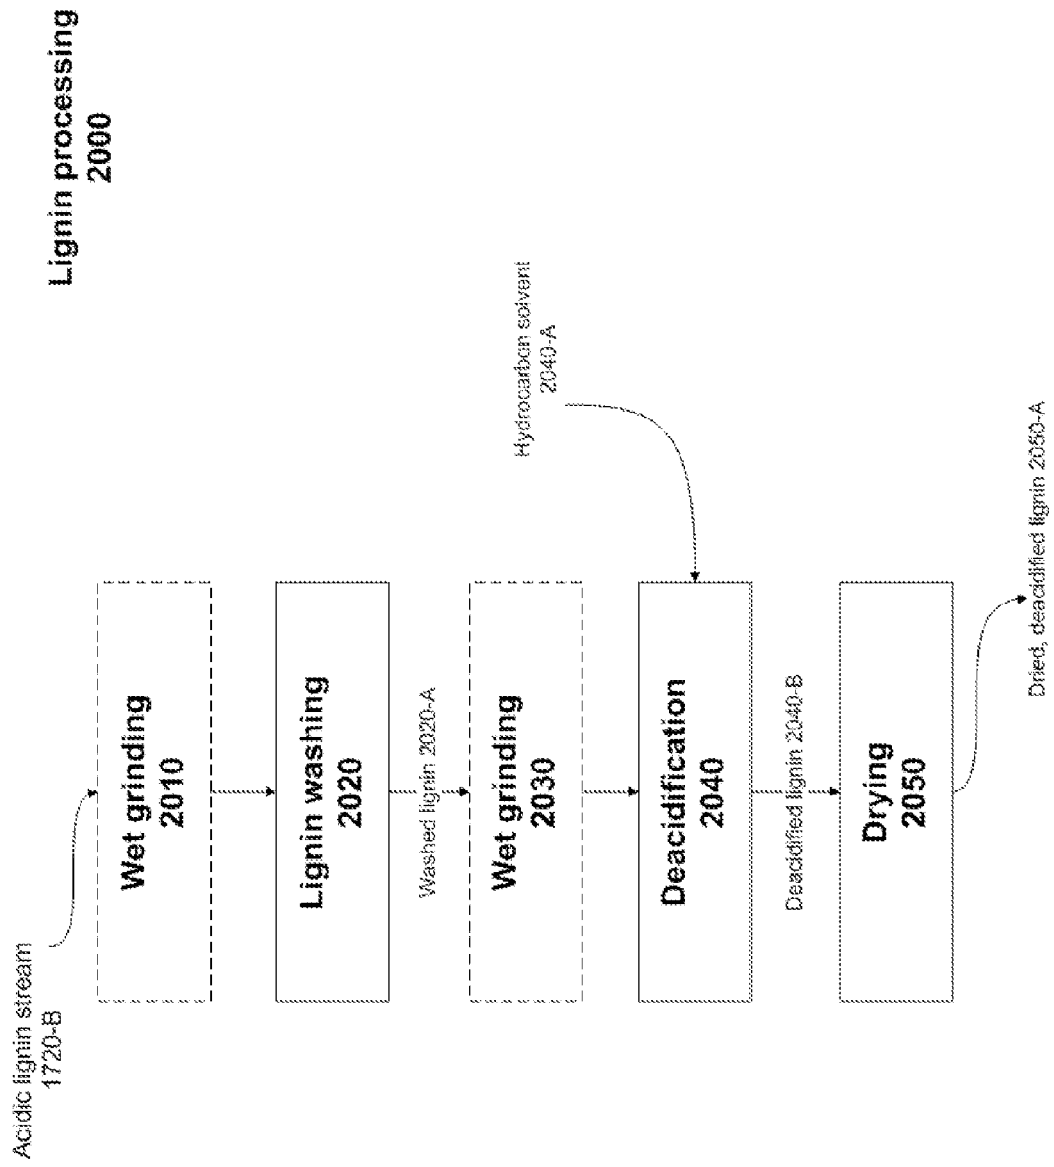 Lignin processing
2000
Acidic lignin stream
1720-B
Wet grinding
2010
Lignin washing
2020
Washed lignin 2020-A
Wet grinding
2030
Hydrocarbon solvent
2040-A
Deacidification
2040
Deacidified lignin 2040-B
Drying
2050
Dried, deacidified lignin 2050-A